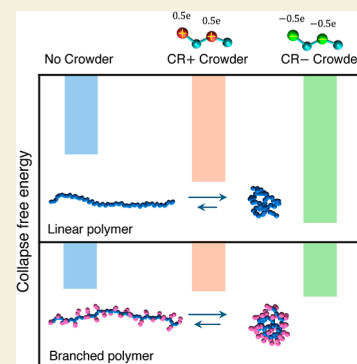 0.5e 0.5e −0.5e −0.5e
No Crowder CR+ Crowder CR− Crowde
Collapse free energy
Linear polymer
Branched polymer